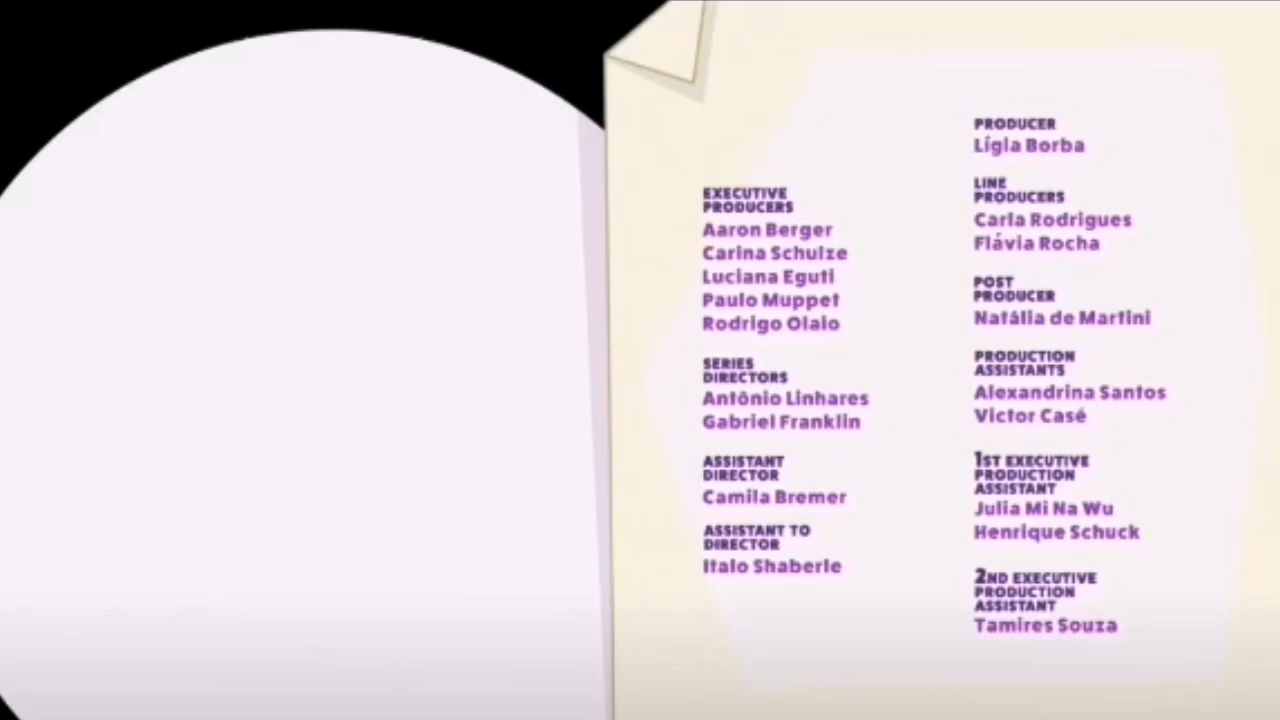 EXECUTIVE
PRODUCERS
Aaron Berger
Carina Schulze
Luciana Eguti
Paulo Muppet
Rodrigo Olaio
SERIES
DIRECTORS
Antônio Linhares
Gabriel Franklin
ASSISTANT
DIRECTOR
Camila Bremer
ASSISTANT TO
DIRECTOR
Italo Shaberle
PRODUCER
Lígia Borba
LINE
PRODUCERS
Carla Rodrigues
Flávia Rocha
POST
PRODUCER
Natália de Martini
PRODUCTION
ASSISTANTS
Alexandrina Santos
Victor Casé
1ST EXECUTIVE
PRODUCTION
ASSISTANT
Julia Mi Na Wu
Henrique Schuck
2ND EXECUTIVE
PRODUCTION
ASSISTANT
Tamires Souza